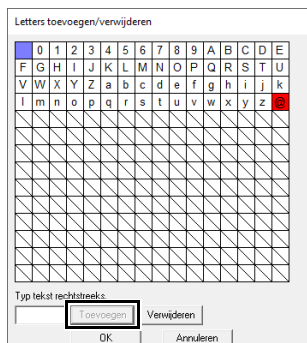 Letters toevoegen/verwijderen
0 1 2 3 4 5 6 7 8 9 A B C D E
F G H I J K L M N O P Q R S T U
V W X Y Z a b c d e f g h i j k
l m n o p q r s t u v w x y z @
Typ tekst rechtstreeks.
Toevoegen Verwijderen
OK Annuleren